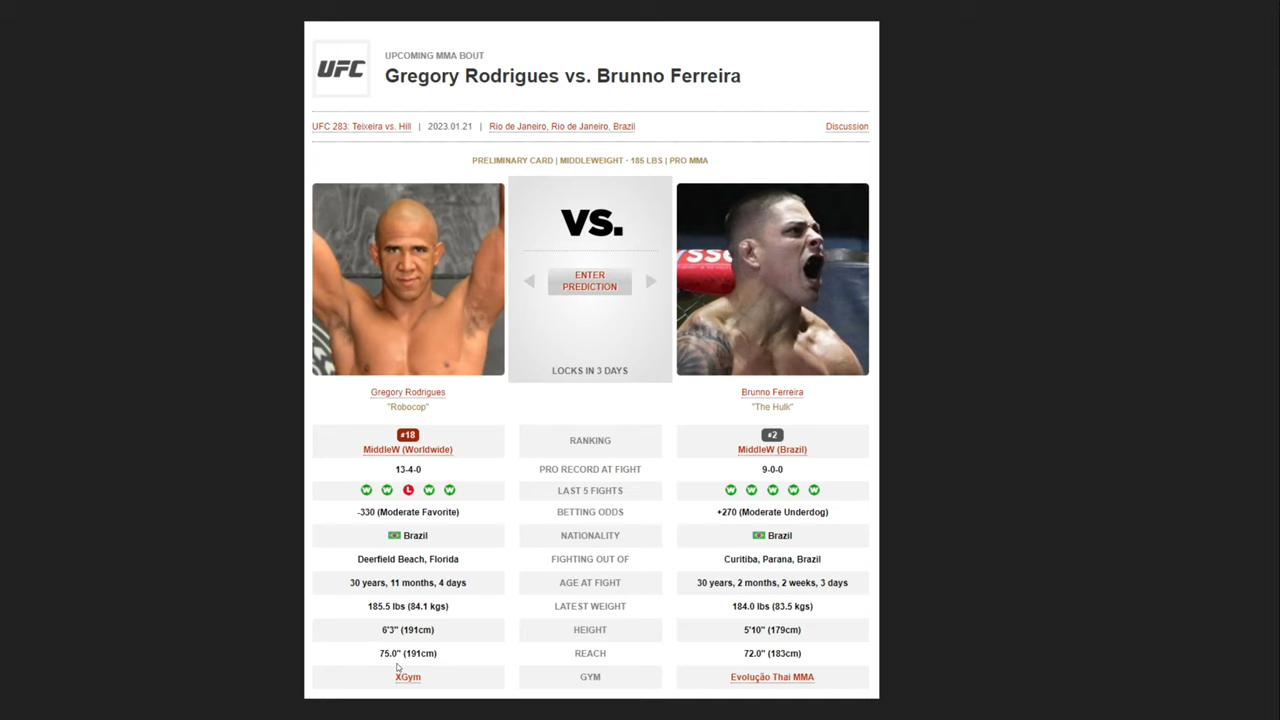 UFC
UPCOMING MMA BOUT
Gregory Rodrigues vs. Brunno Ferreira
UFC 283: Teixeira vs. Hill | 2023.01.21 | Rio de Janeiro, Rio de Janeiro, Brazil Discussion
PRELIMINARY CARD | MIDDLEWEIGHT · 185 LBS | PRO MMA
VS.
ENTER
PREDICTION
LOCKS IN 3 DAYS
Gregory Rodrigues Brunno Ferreira
"Robocop" "The Hulk"
#18 RANKING #2
MiddleW (Worldwide) MiddleW (Brazil)
13-4-0 PRO RECORD AT FIGHT 9-0-0
W W L W W LAST 5 FIGHTS W W W W W
-330 (Moderate Favorite) BETTING ODDS +270 (Moderate Underdog)
Brazil NATIONALITY Brazil
Deerfield Beach, Florida FIGHTING OUT OF Curitiba, Parana, Brazil
30 years, 11 months, 4 days AGE AT FIGHT 30 years, 2 months, 2 weeks, 3 days
185.5 lbs (84.1 kgs) LATEST WEIGHT 184.0 lbs (83.5 kgs)
6'3" (191cm) HEIGHT 5'10" (179cm)
75.0" (191cm) REACH 72.0" (183cm)
XGym GYM Evolução Thai MMA